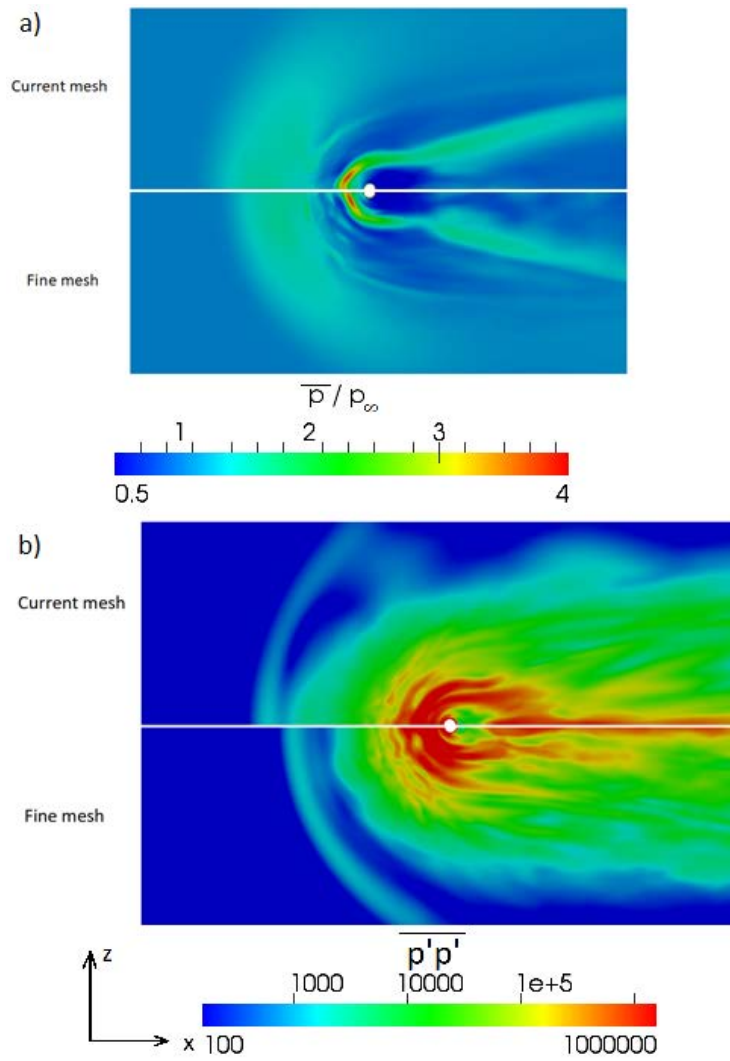 a)
Current mesh
Fine mesh
p / p∞
1 2 3
0.5 4
b)
Current mesh
Fine mesh
p'p'
z
x
1000 10000 1e+5
100 1000000